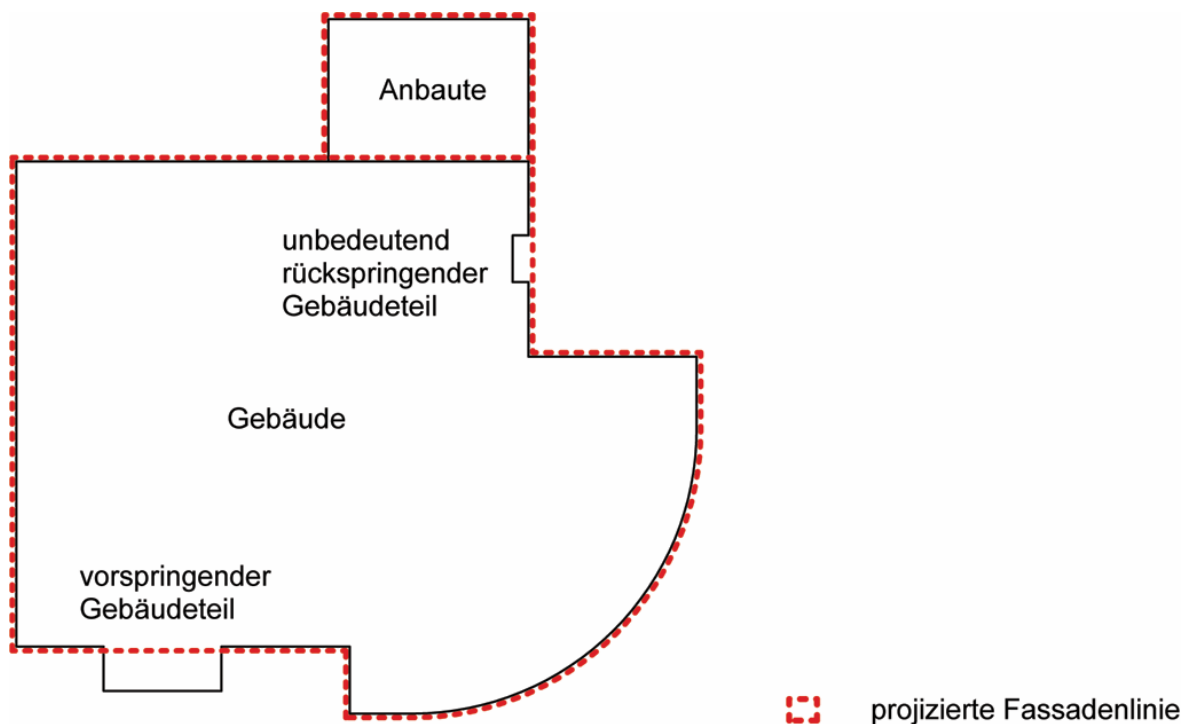 Anbaute
unbedeutend
rückspringender
Gebäudeteil
Gebäude
vorspringender
Gebäudeteil
projizierte Fassadenlinie